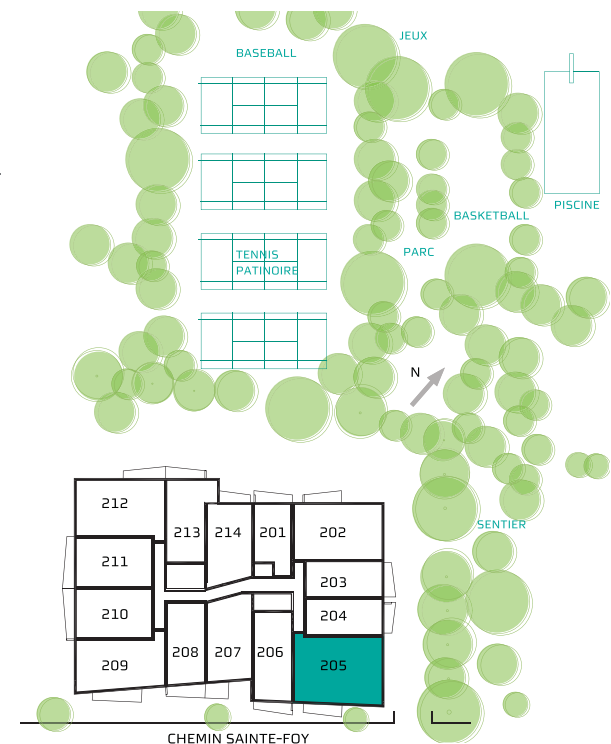 JEUX
BASEBALL
PISCINE
BASKETBALL
TENNIS
PATINOIRE
PARC
N
212
213
214
201
202
211
203
210
204
209
208
207
206
205
SENTIER
CHEMIN SAINTE-FOY